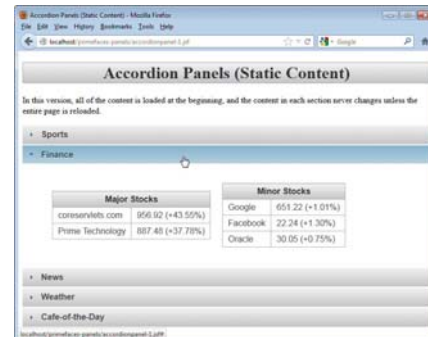 Accordion Panels (Static Content) - Mozilla Firefox
File Edit View History Bookmarks Tools Help
localhost/primefaces-panels/accordionpanel-1.jsf
Google
Accordion Panels (Static Content)
In this version, all of the content is loaded at the beginning, and the content in each section never changes unless the
entire page is reloaded.
Sports
Finance
Major Stocks
coreservlets.com 956.92 (+43.55%)
Prime Technology 887.48 (+37.78%)
Minor Stocks
Google 651.22 (+1.01%)
Facebook 22.24 (+1.30%)
Oracle 30.05 (+0.75%)
News
Weather
Cafe-of-the-Day
localhost/primefaces-panels/accordionpanel-1.jsf#